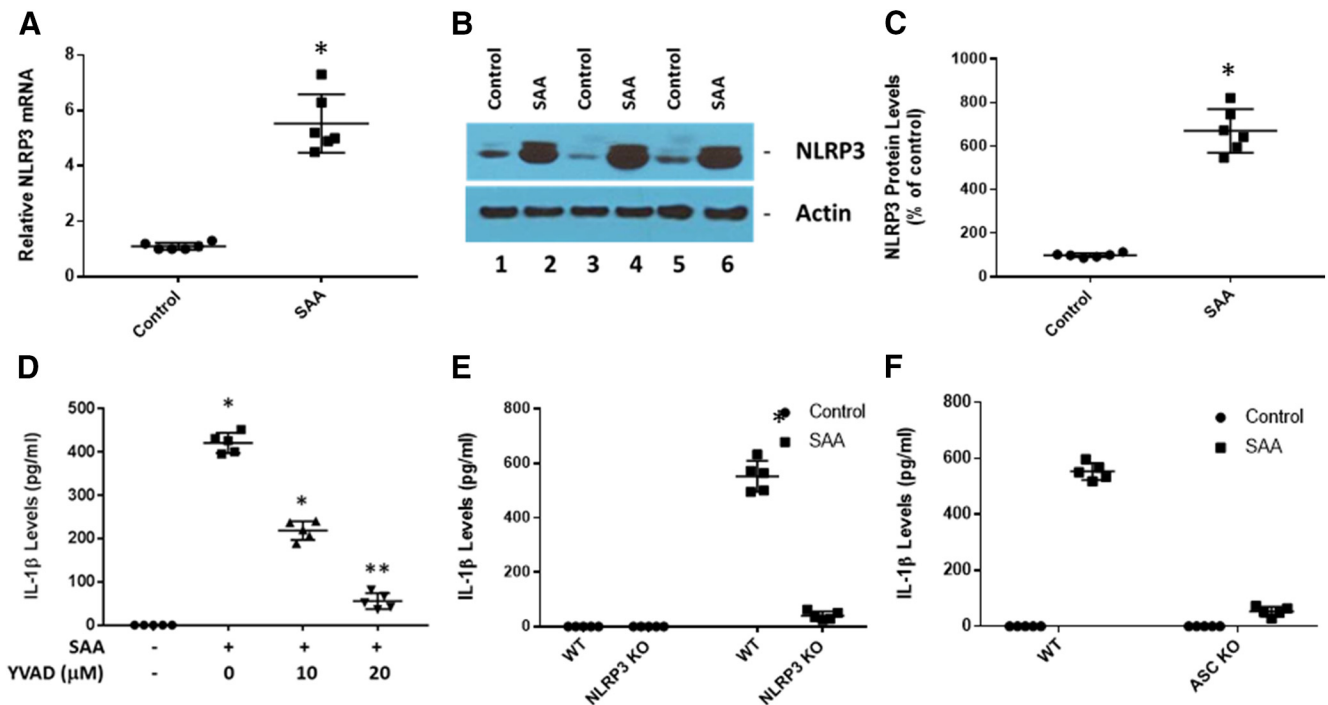 A
Relative NLRP3 mRNA
8
6
4
2
0
*
Control
SAA
B
Control
SAA
Control
SAA
Control
SAA
- NLRP3
- Actin
1 2 3 4 5 6
C
NLRP3 Protein Levels
(% of control)
1000
800
600
400
200
0
*
Control
SAA
D
IL-1β Levels (pg/ml)
500
400
300
200
100
0
*
*
**
SAA - + + +
YVAD (μM) - 0 10 20
E
IL-1β Levels (pg/ml)
800
600
400
200
0
*
Control
SAA
WT
NLRP3 KO
WT
NLRP3 KO
F
IL-1β Levels (pg/ml)
800
600
400
200
0
Control
SAA
WT
ASC KO